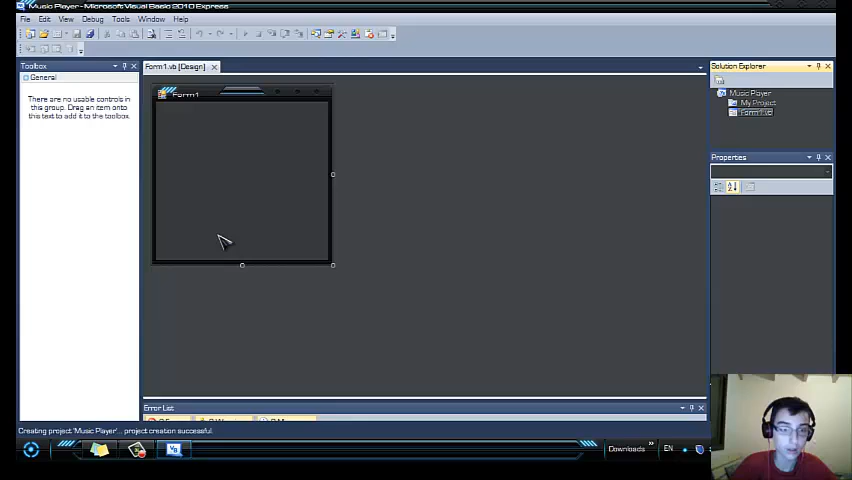 Music Player - Microsoft Visual Basic 2010 Express
File Edit View Debug Tools Window Help
Toolbox
General
There are no usable controls in
this group. Drag an item onto
this text to add it to the toolbox.
Form1.vb [Design]
Form1
Solution Explorer
Music Player
My Project
Form1.vb
Properties
Error List
Creating project 'Music Player'... project creation successful.
Downloads
EN